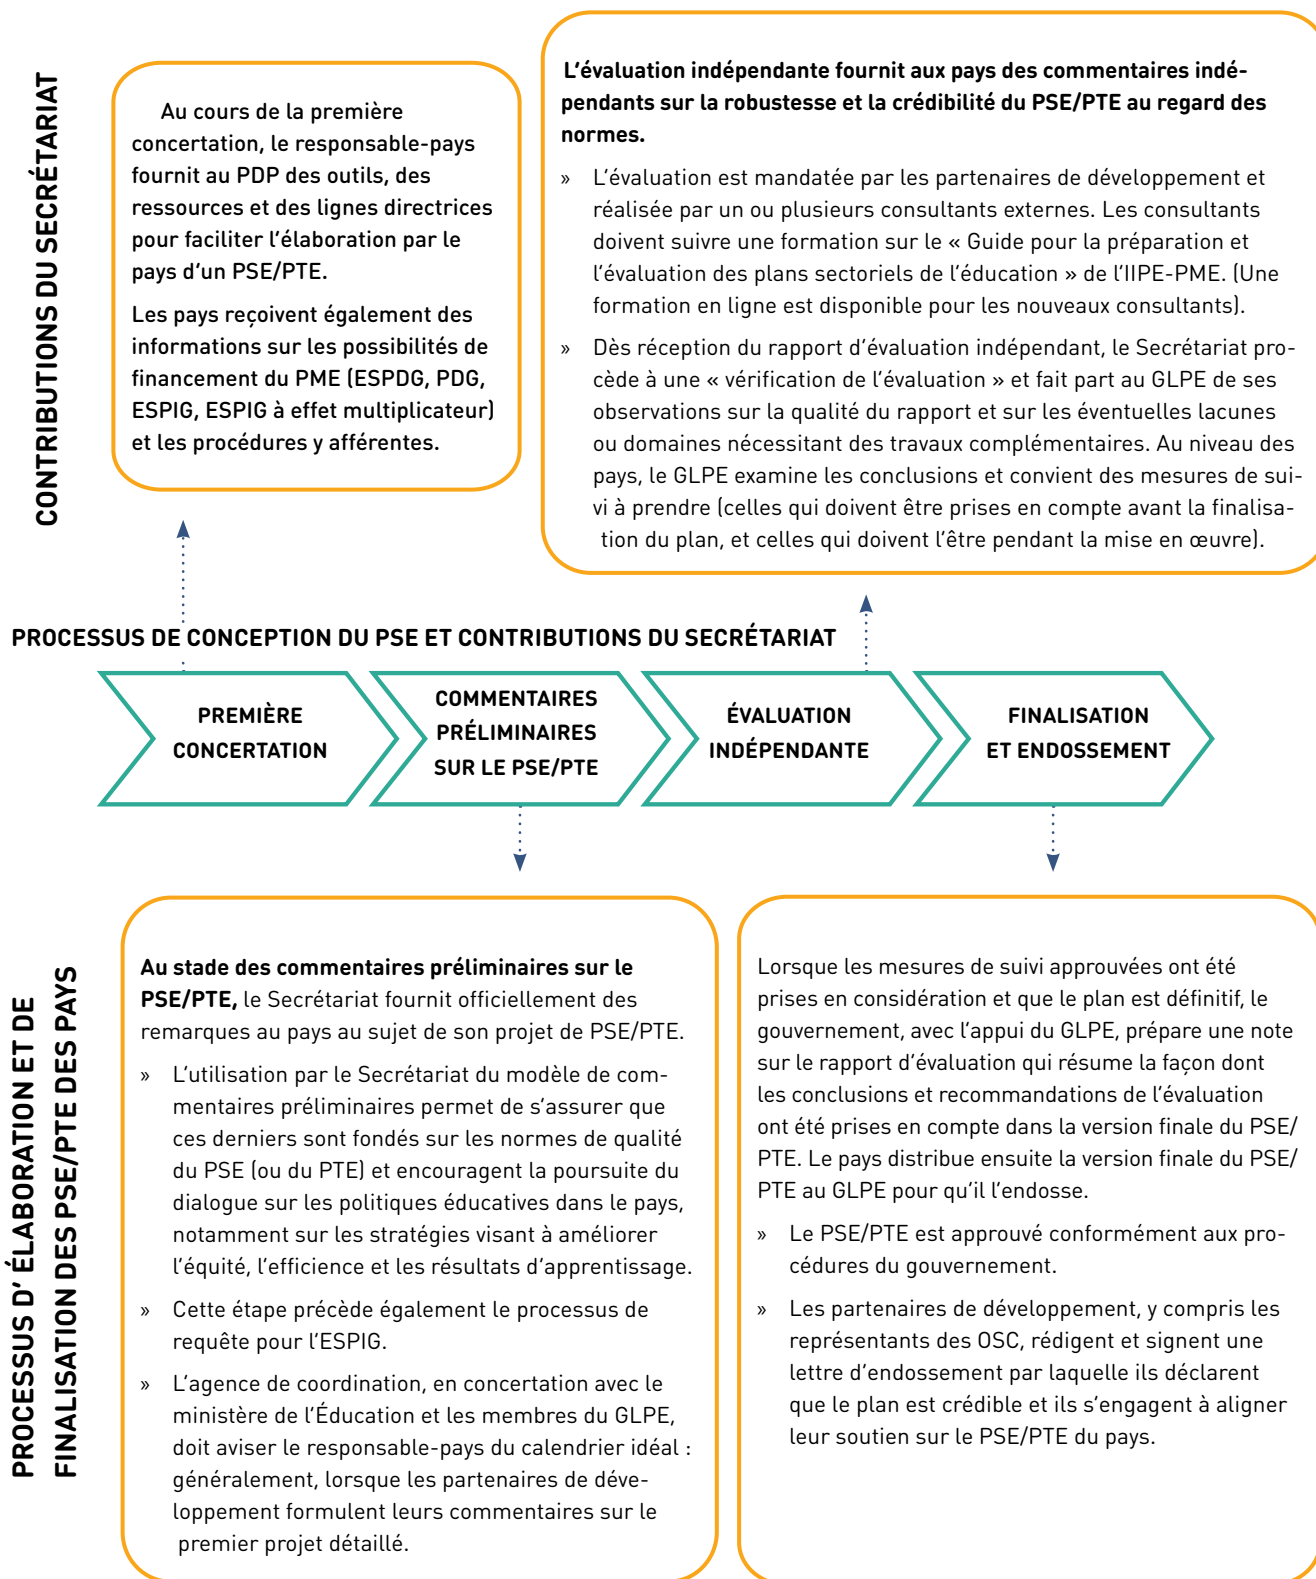 CONTRIBUTIONS DU SECRÉTARIAT
Au cours de la première
concertation, le responsable-pays
fournit au PDP des outils, des
ressources et des lignes directrices
pour faciliter l'élaboration par le
pays d'un PSE/PTE.
Les pays reçoivent également des
informations sur les possibilités de
financement du PME (ESPDG, PDG,
ESPIG, ESPIG à effet multiplicateur)
et les procédures y afférentes.
L'évaluation indépendante fournit aux pays des commentaires indé-
pendants sur la robustesse et la crédibilité du PSE/PTE au regard des
normes.
» L'évaluation est mandatée par les partenaires de développement et
réalisée par un ou plusieurs consultants externes. Les consultants
doivent suivre une formation sur le « Guide pour la préparation et
l'évaluation des plans sectoriels de l'éducation » de l'IIPE-PME. (Une
formation en ligne est disponible pour les nouveaux consultants).
» Dès réception du rapport d'évaluation indépendant, le Secrétariat pro-
cède à une « vérification de l'évaluation » et fait part au GLPE de ses
observations sur la qualité du rapport et sur les éventuelles lacunes
ou domaines nécessitant des travaux complémentaires. Au niveau des
pays, le GLPE examine les conclusions et convient des mesures de sui-
vi à prendre (celles qui doivent être prises en compte avant la finalisa-
tion du plan, et celles qui doivent l'être pendant la mise en œuvre).
PROCESSUS DE CONCEPTION DU PSE ET CONTRIBUTIONS DU SECRÉTARIAT
PREMIÈRE
CONCERTATION
COMMENTAIRES
PRÉLIMINAIRES
SUR LE PSE/PTE
ÉVALUATION
INDÉPENDANTE
FINALISATION
ET ENDOSSEMENT
PROCESSUS D' ÉLABORATION ET DE
FINALISATION DES PSE/PTE DES PAYS
Au stade des commentaires préliminaires sur le
PSE/PTE, le Secrétariat fournit officiellement des
remarques au pays au sujet de son projet de PSE/PTE.
» L'utilisation par le Secrétariat du modèle de com-
mentaires préliminaires permet de s'assurer que
ces derniers sont fondés sur les normes de qualité
du PSE (ou du PTE) et encouragent la poursuite du
dialogue sur les politiques éducatives dans le pays,
notamment sur les stratégies visant à améliorer
l'équité, l'efficience et les résultats d'apprentissage.
» Cette étape précède également le processus de
requête pour l'ESPIG.
» L'agence de coordination, en concertation avec le
ministère de l'Éducation et les membres du GLPE,
doit aviser le responsable-pays du calendrier idéal :
généralement, lorsque les partenaires de déve-
loppement formulent leurs commentaires sur le
premier projet détaillé.
Lorsque les mesures de suivi approuvées ont été
prises en considération et que le plan est définitif, le
gouvernement, avec l'appui du GLPE, prépare une note
sur le rapport d'évaluation qui résume la façon dont
les conclusions et recommandations de l'évaluation
ont été prises en compte dans la version finale du PSE/
PTE. Le pays distribue ensuite la version finale du PSE/
PTE au GLPE pour qu'il l'endosse.
» Le PSE/PTE est approuvé conformément aux pro-
cédures du gouvernement.
» Les partenaires de développement, y compris les
représentants des OSC, rédigent et signent une
lettre d'endossement par laquelle ils déclarent
que le plan est crédible et ils s'engagent à aligner
leur soutien sur le PSE/PTE du pays.